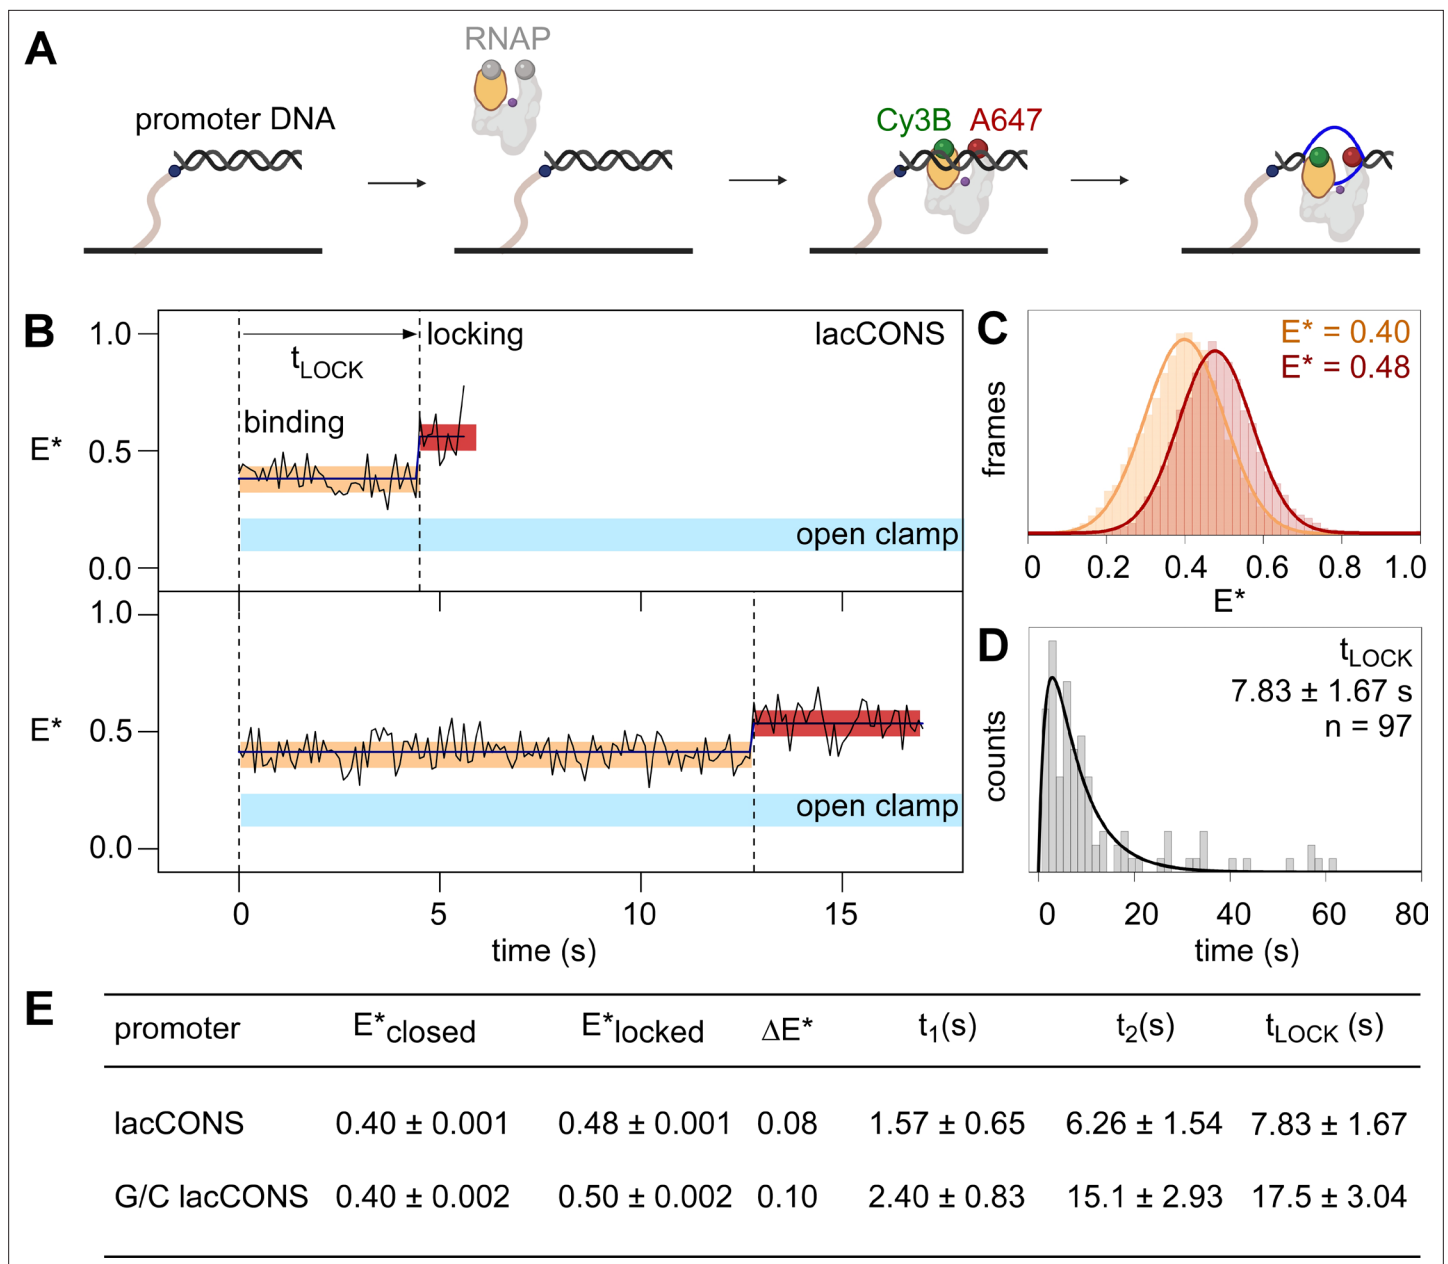 A
RNAP
promoter DNA
Cy3B A647
B
1.0
locking
lacCONS
tLOCK
binding
E*
0.5
open clamp
0.0
1.0
E*
0.5
open clamp
0.0
0 5 10 15
time (s)
C
E* = 0.40
E* = 0.48
frames
0 0.2 0.4 0.6 0.8 1.0
E*
D
tLOCK
7.83 ± 1.67 s
n = 97
counts
0 20 40 60 80
time (s)
E
promoter E*closed E*locked ΔE* t1(s) t2(s) tLOCK (s)
lacCONS 0.40 ± 0.001 0.48 ± 0.001 0.08 1.57 ± 0.65 6.26 ± 1.54 7.83 ± 1.67
G/C lacCONS 0.40 ± 0.002 0.50 ± 0.002 0.10 2.40 ± 0.83 15.1 ± 2.93 17.5 ± 3.04